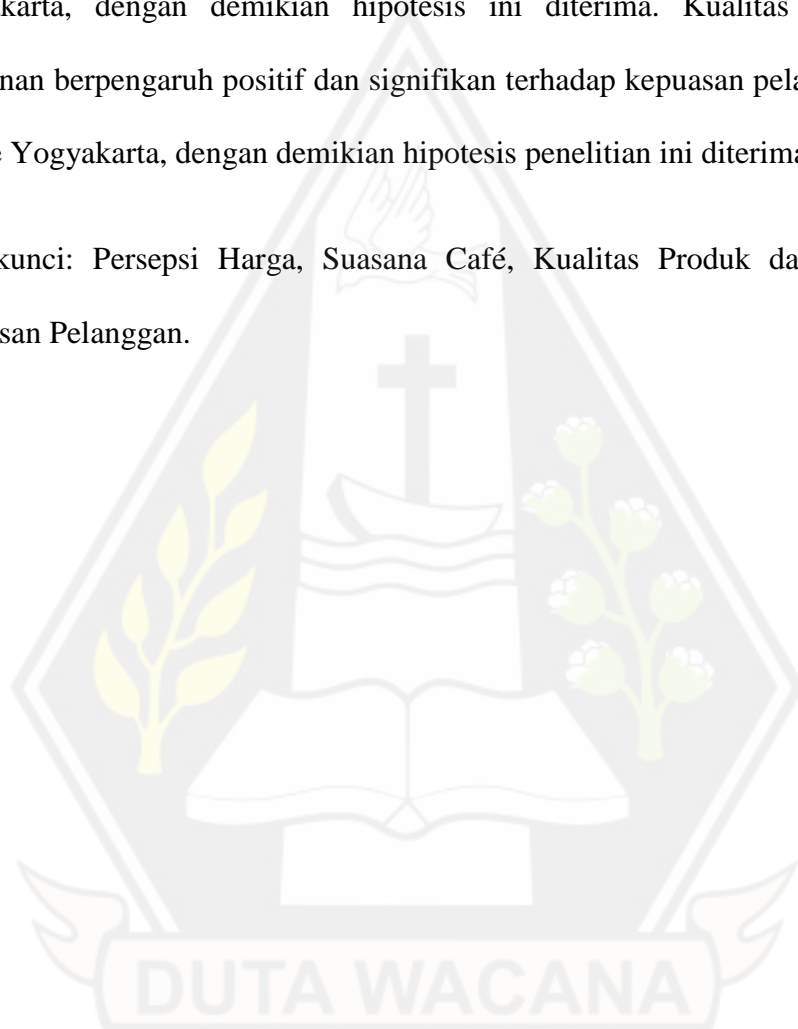 akarta, dengan demikian hipotesis ini diterima. Kualitas
nan berpengaruh positif dan signifikan terhadap kepuasan pela
Yogyakarta, dengan demikian hipotesis penelitian ini diterima
kunci: Persepsi Harga, Suasana Café, Kualitas Produk da
san Pelanggan.
DUTA WACANA